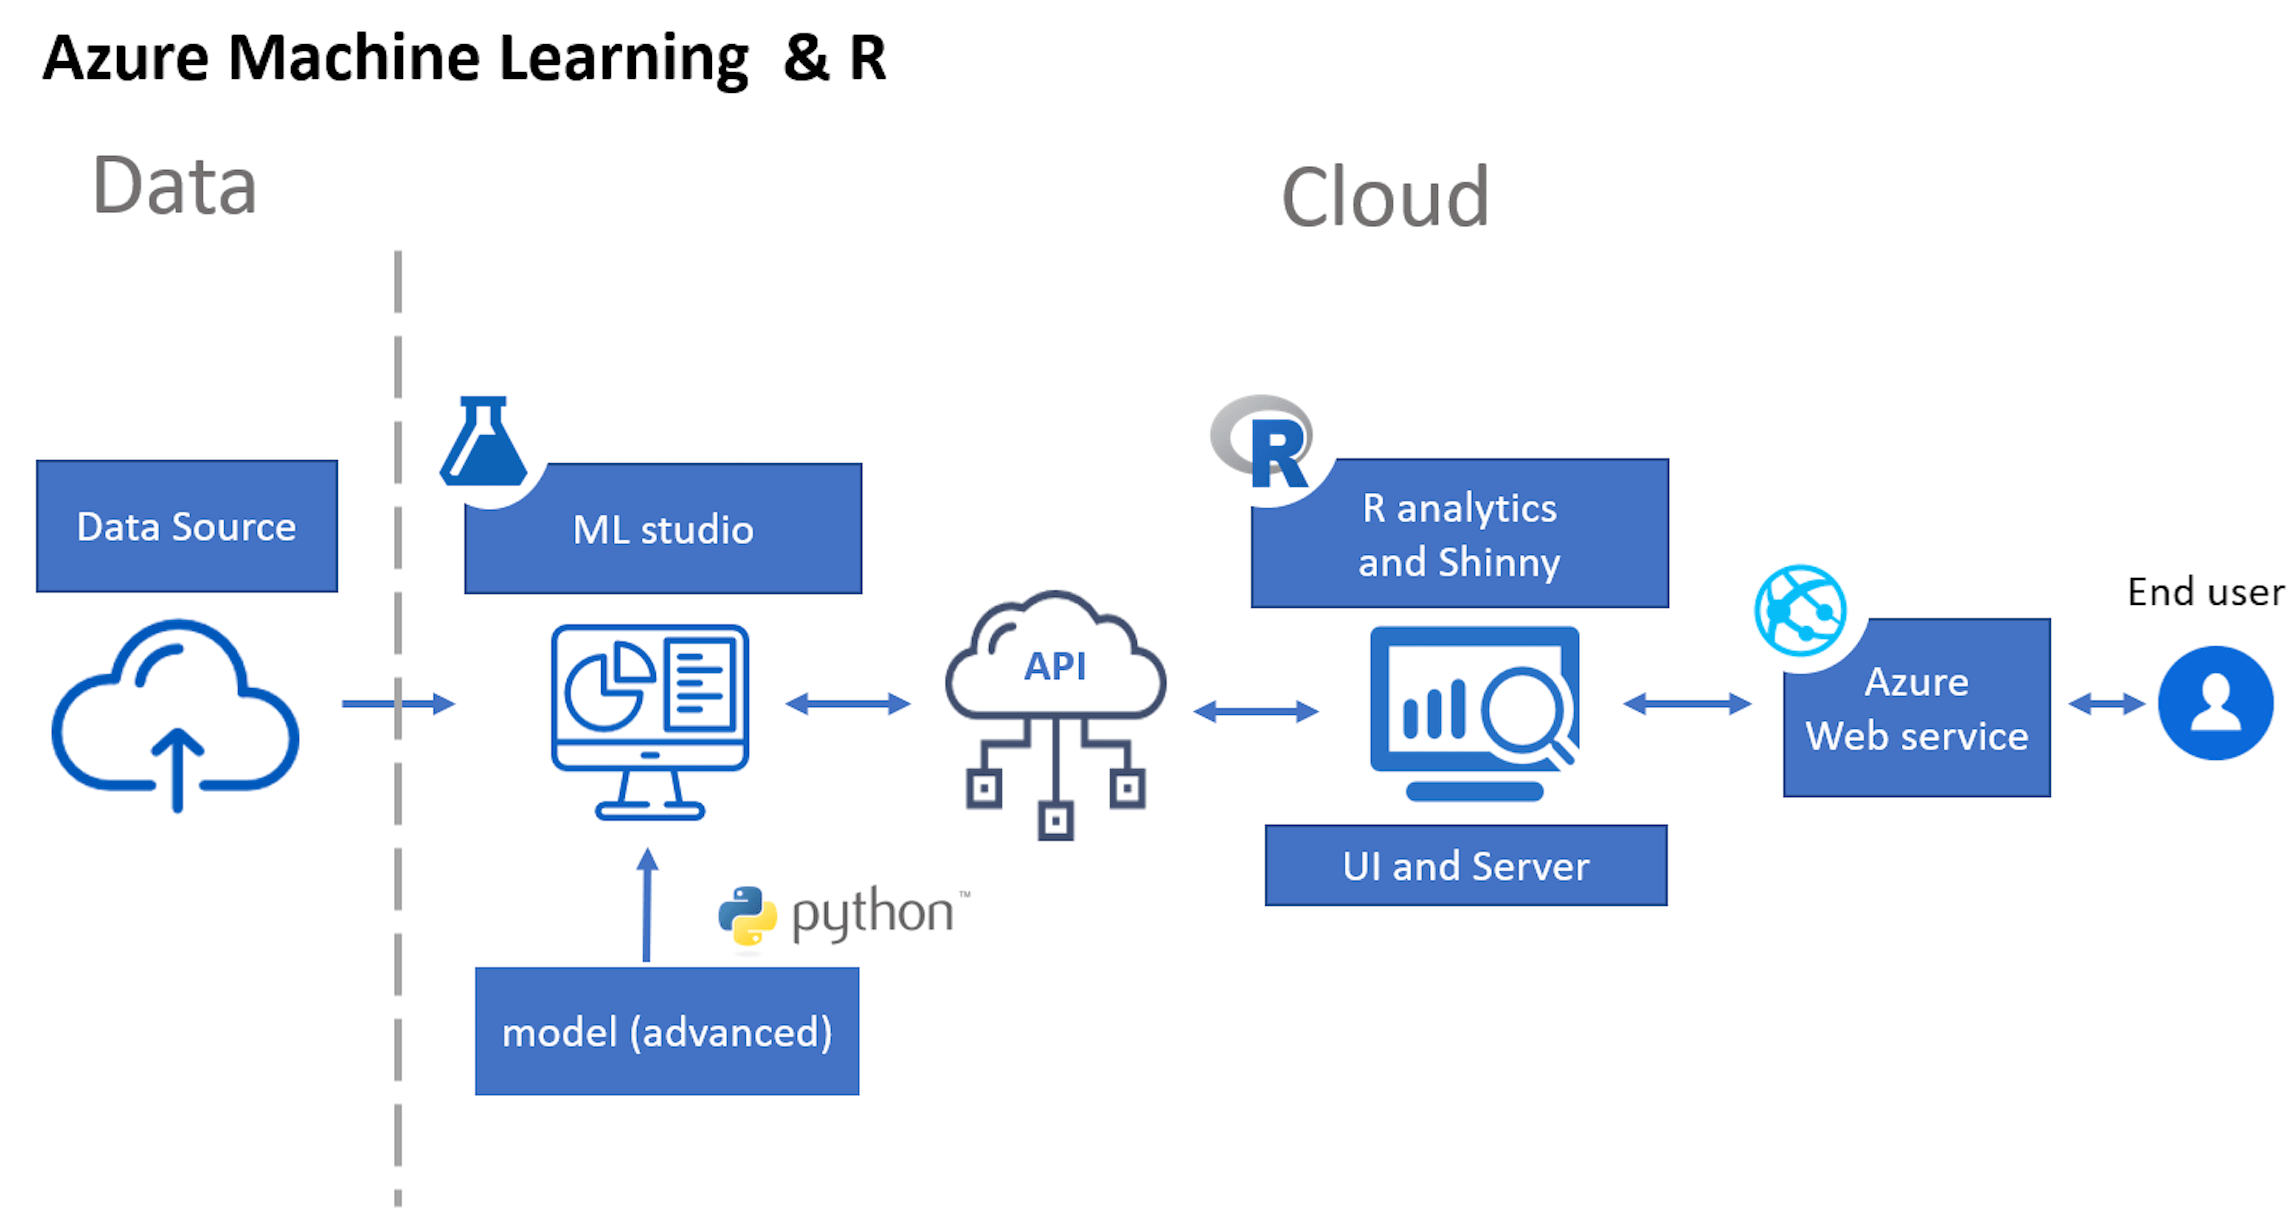 Azure Machine Learning & R
Data
Cloud
Data Source
ML studio
R
R analytics
and Shinny
API
Azure
Web service
End user
UI and Server
python™
model (advanced)